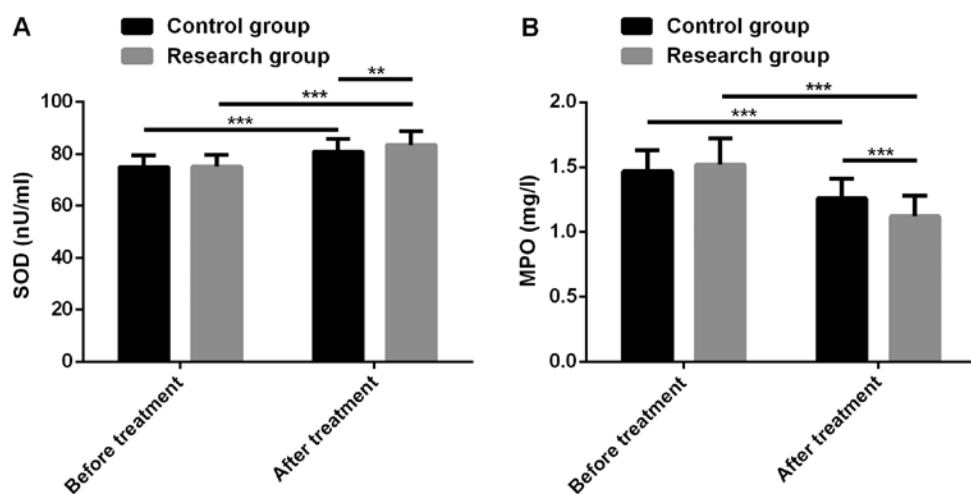 A
Control group
Research group
**
***
***
100
80
60
40
20
0
SOD (nU/ml)
Before treatment
After treatment
B
Control group
Research group
***
***
***
2.0
1.5
1.0
0.5
0.0
MPO (mg/l)
Before treatment
After treatment